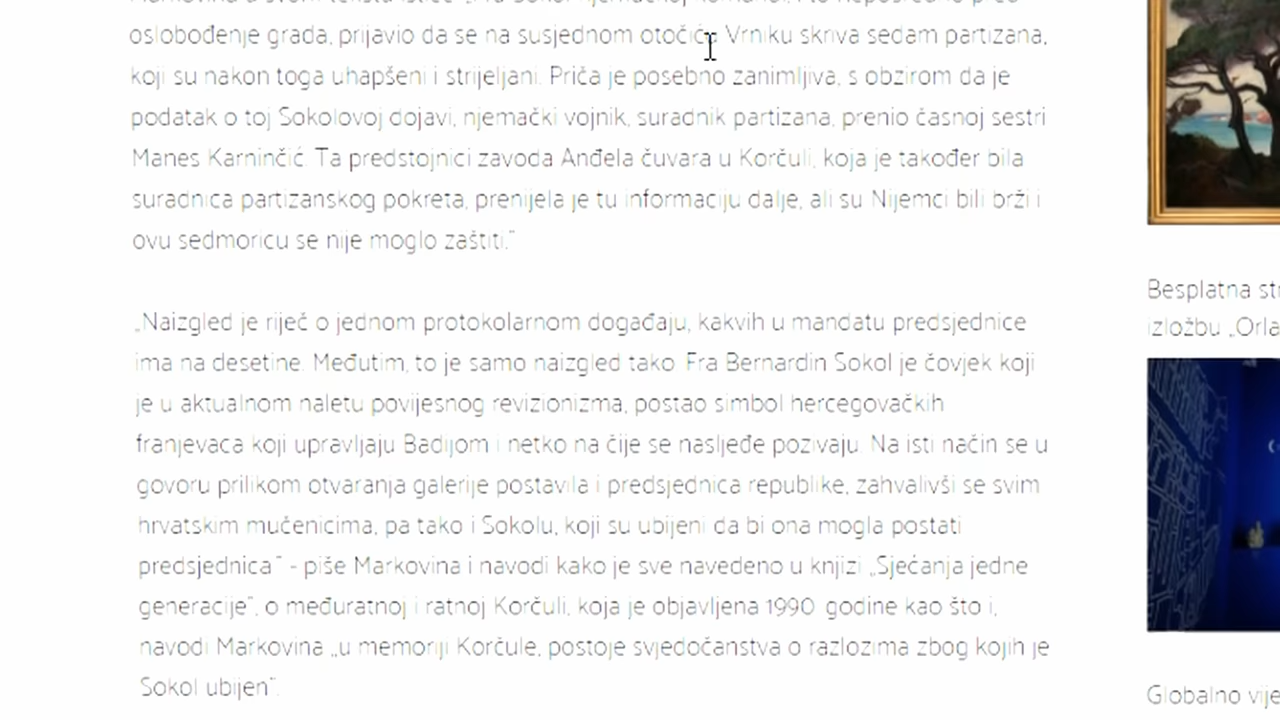 oslobođenje grada, prijavio da se na susjednom otočiću Vrniku skriva sedam partizana,
koji su nakon toga uhapšeni i strijeljani. Priča je posebno zanimljiva, s obzirom da je
podatak o toj Sokolovoj dojavi, njemački vojnik, suradnik partizana, prenio časnoj sestri
Manes Karninčić. Ta predstojnici zavoda Anđela čuvara u Korčuli, koja je također bila
suradnica partizanskog pokreta, prenijela je tu informaciju dalje, ali su Nijemci bili brži i
ovu sedmoricu se nije moglo zaštiti."
„Naizgled je riječ o jednom protokolarnom događaju, kakvih u mandatu predsjednice
ima na desetine. Međutim, to je samo naizgled tako. Fra Bernardin Sokol je čovjek koji
je u aktualnom naletu povijesnog revizionizma, postao simbol hercegovačkih
franjevaca koji upravljaju Badijom i netko na čije se nasljeđe pozivaju. Na isti način se u
govoru prilikom otvaranja galerije postavila i predsjednica republike, zahvalivši se svim
hrvatskim mučenicima, pa tako i Sokolu, koji su ubijeni da bi ona mogla postati
predsjednica" - piše Markovina i navodi kako je sve navedeno u knjizi „Sjećanja jedne
generacije", o međuratnoj i ratnoj Korčuli, koja je objavljena 1990. godine kao što i,
navodi Markovina „u memoriji Korčule, postoje svjedočanstva o razlozima zbog kojih je
Sokol ubijen".
Besplatna
izložbu
Globalno